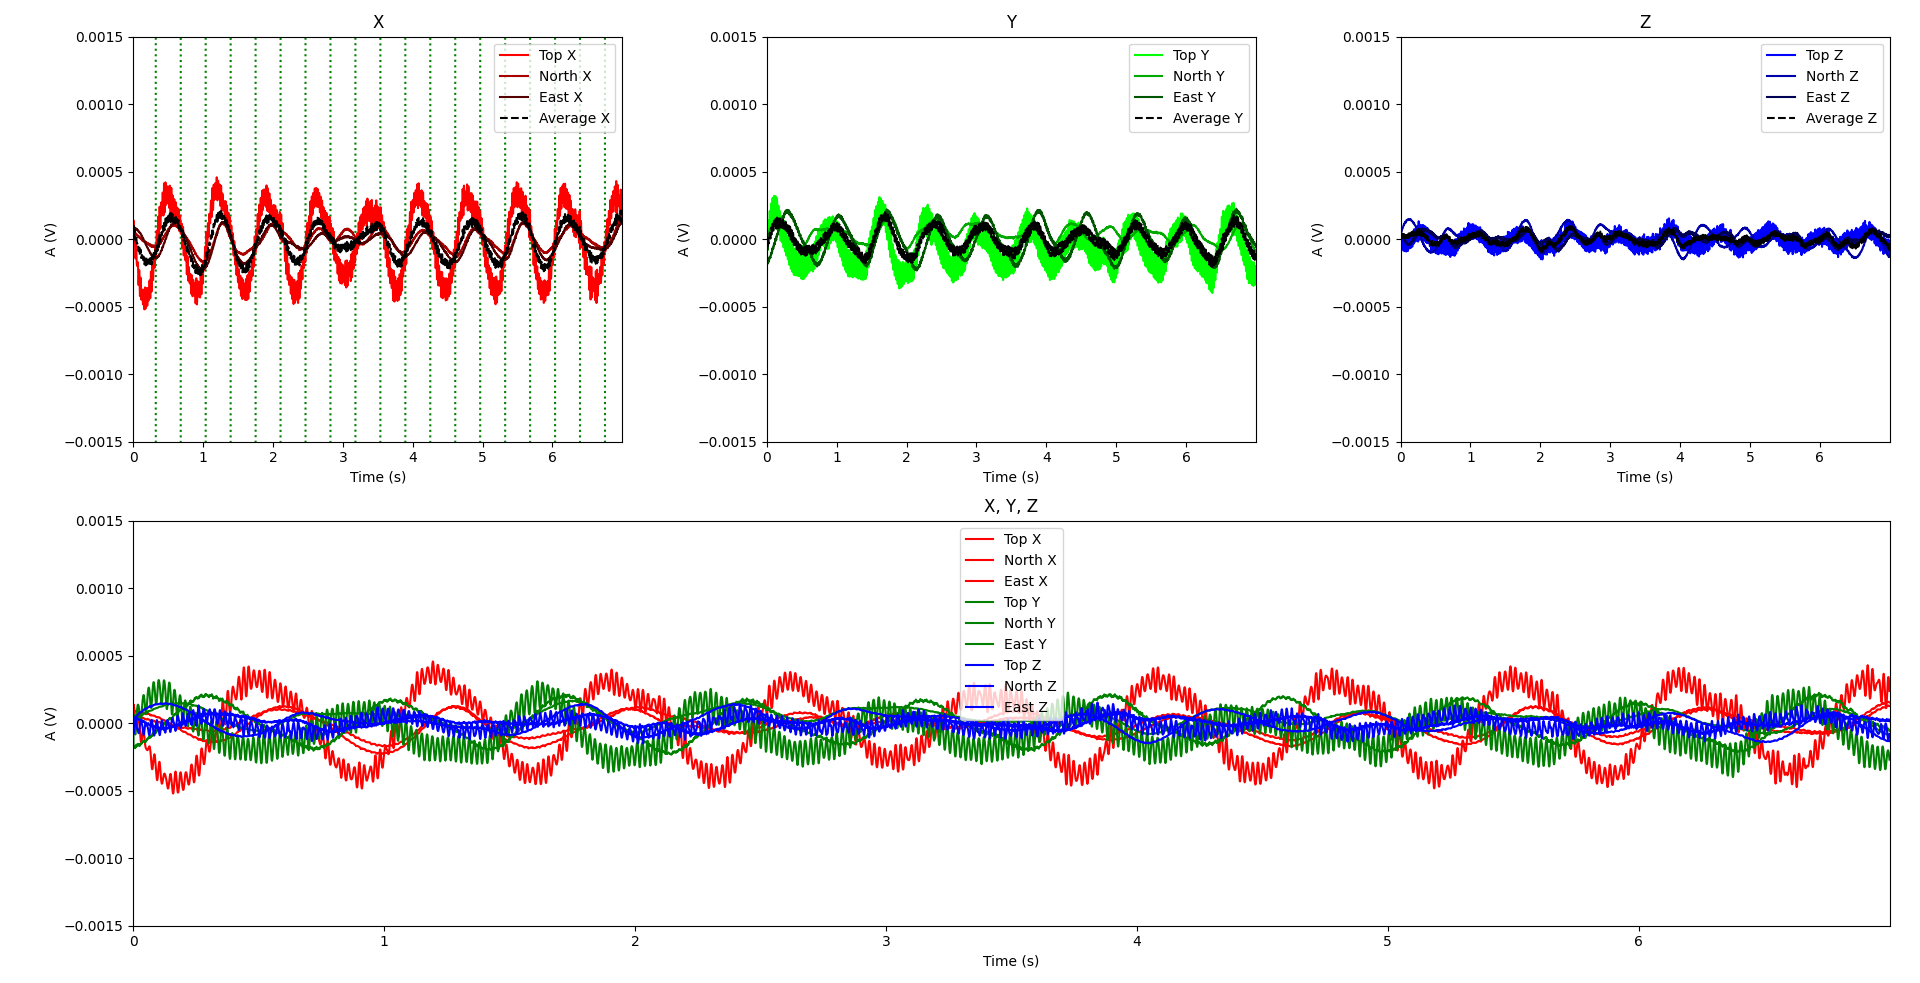 X
0.0015
0.0010
0.0005
0.0000
−0.0005
−0.0010
−0.0015
A (V)
0 1 2 3 4 5 6
Time (s)
Top X
North X
East X
Average X
Y
0.0015
0.0010
0.0005
0.0000
−0.0005
−0.0010
−0.0015
A (V)
0 1 2 3 4 5 6
Time (s)
Top Y
North Y
East Y
Average Y
Z
0.0015
0.0010
0.0005
0.0000
−0.0005
−0.0010
−0.0015
A (V)
0 1 2 3 4 5 6
Time (s)
Top Z
North Z
East Z
Average Z
X, Y, Z
0.0015
0.0010
0.0005
0.0000
−0.0005
−0.0010
−0.0015
A (V)
0 1 2 3 4 5 6
Time (s)
Top X
North X
East X
Top Y
North Y
East Y
Top Z
North Z
East Z